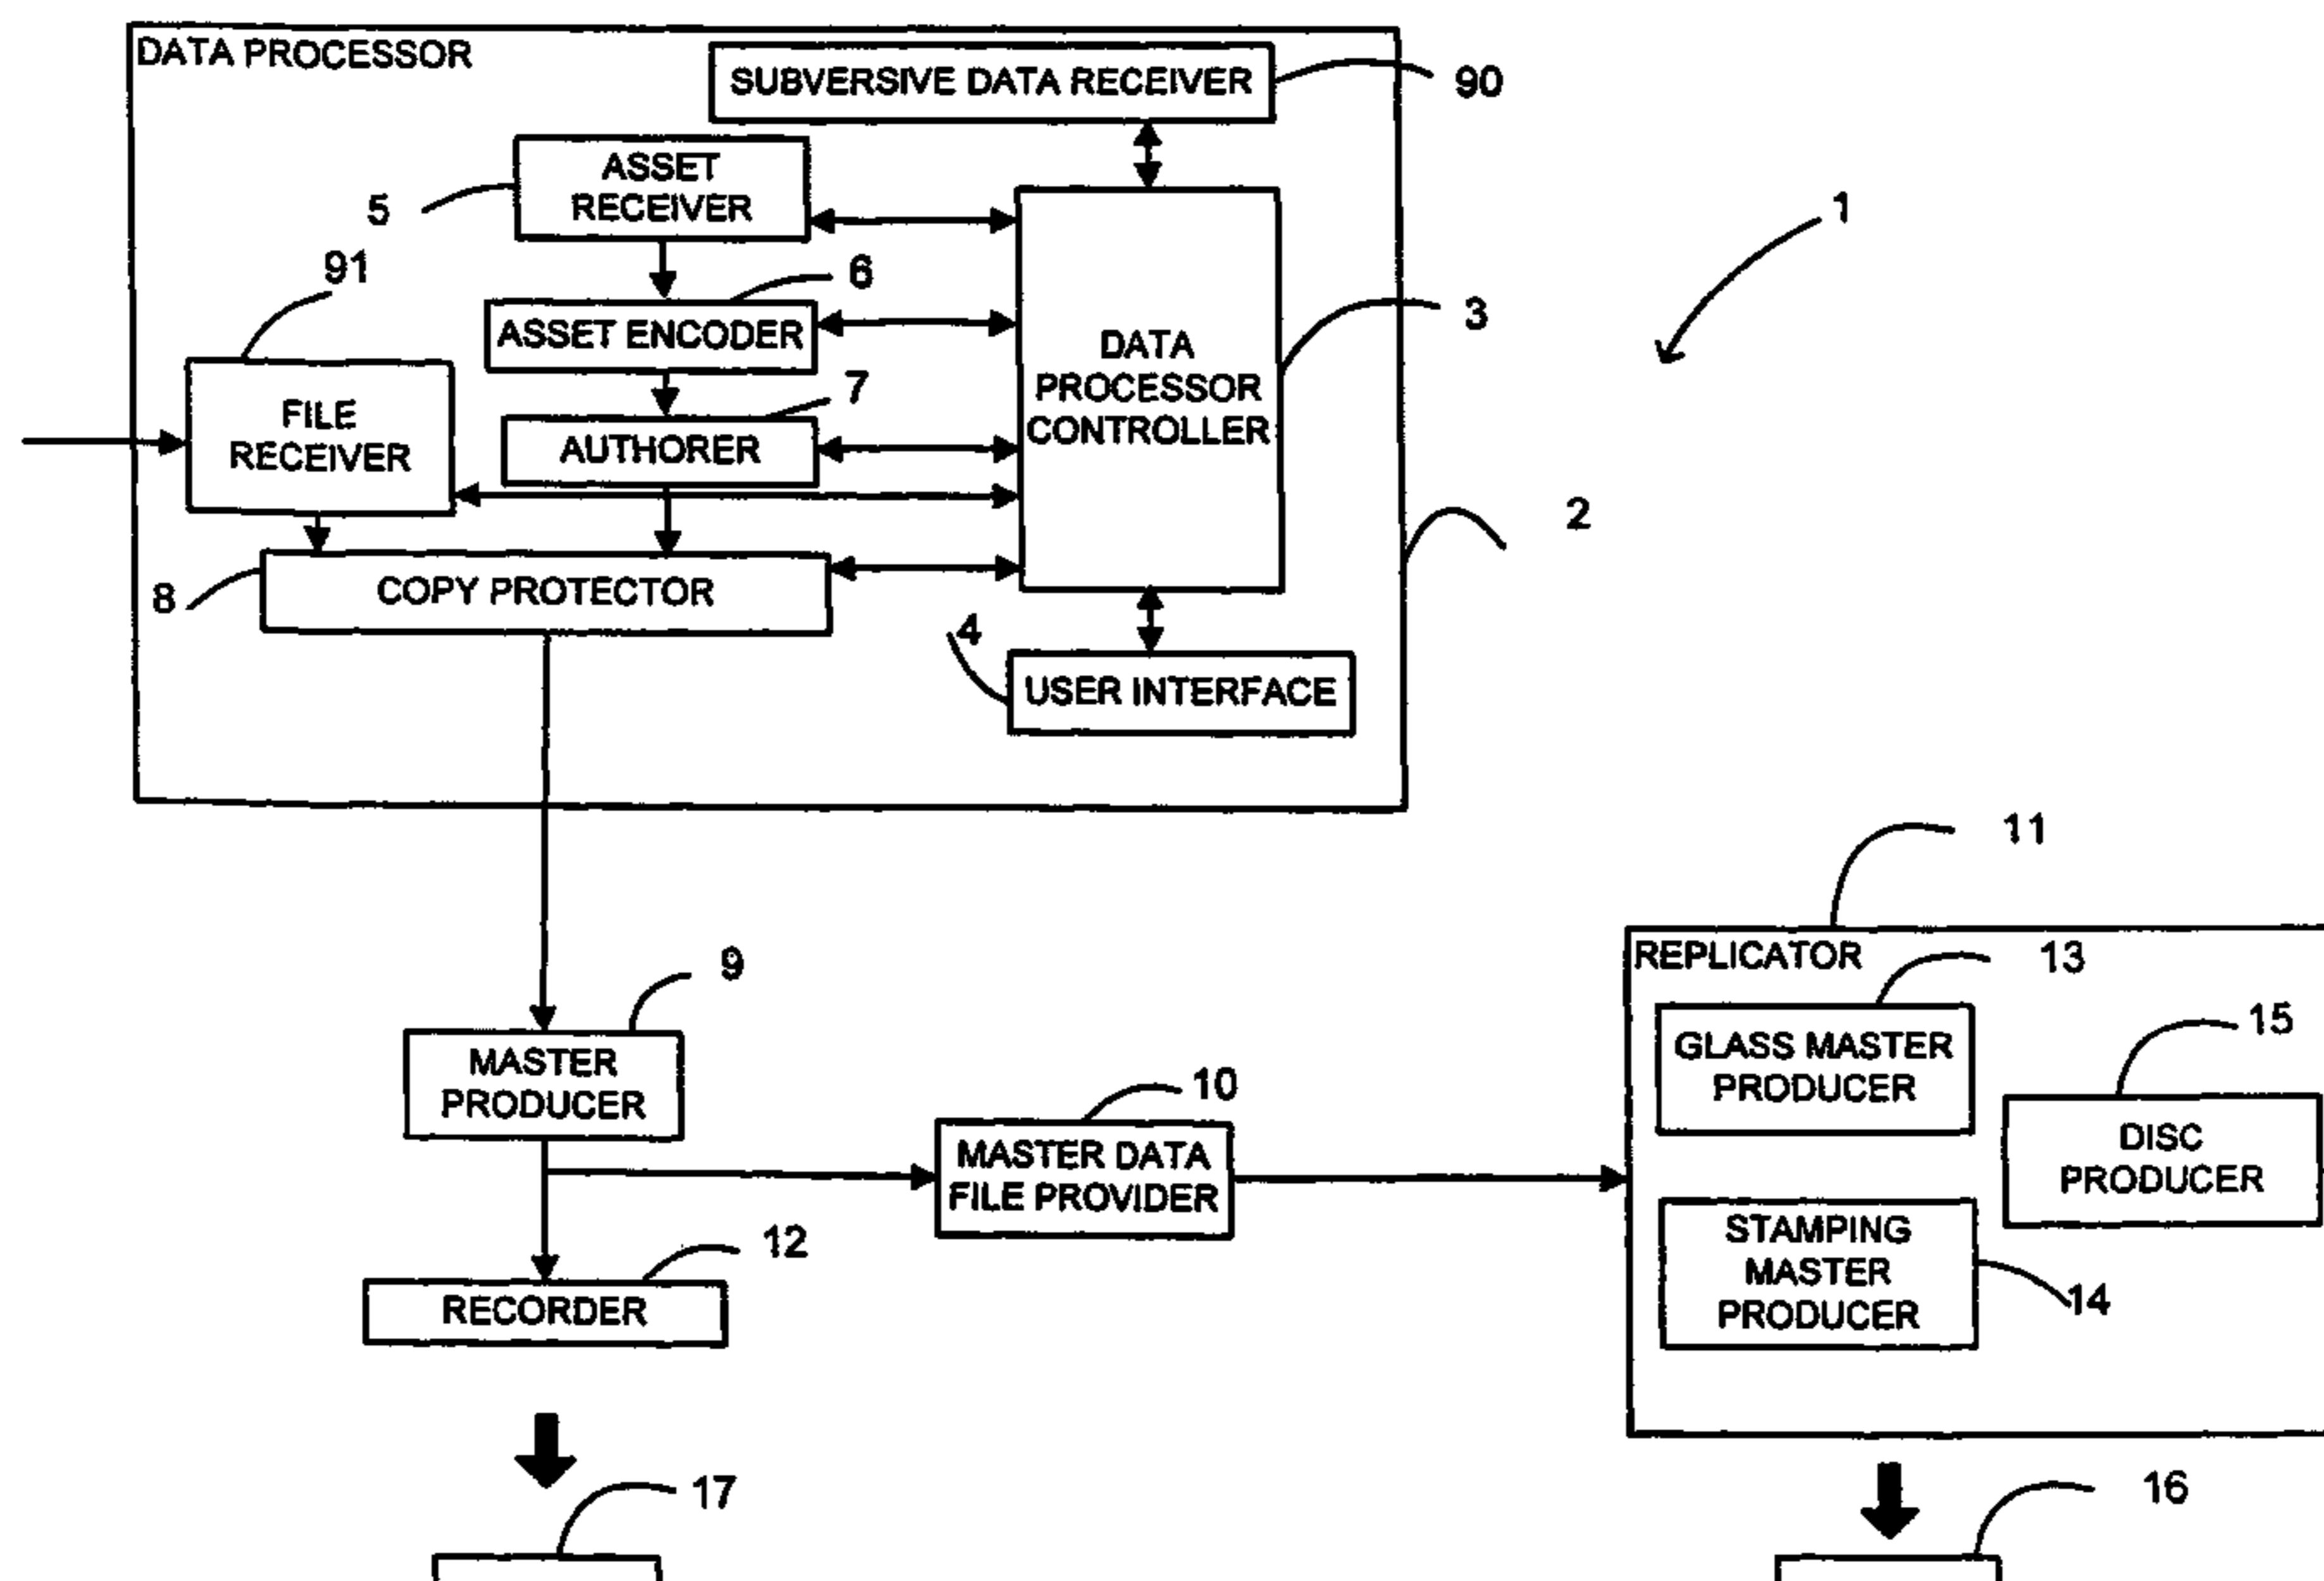 DATA PROCESSOR
SUBVERSIVE DATA RECEIVER
90
ASSET
RECEIVER
5
1
91
6
ASSET ENCODER
3
DATA
PROCESSOR
CONTROLLER
7
FILE
RECEIVER
AUTHORER
2
8
COPY PROTECTOR
4
USER INTERFACE
11
9
REPLICATOR
13
MASTER
PRODUCER
GLASS MASTER
PRODUCER
15
10
MASTER DATA
FILE PROVIDER
DISC
PRODUCER
12
STAMPING
MASTER
PRODUCER
14
RECORDER
17
16